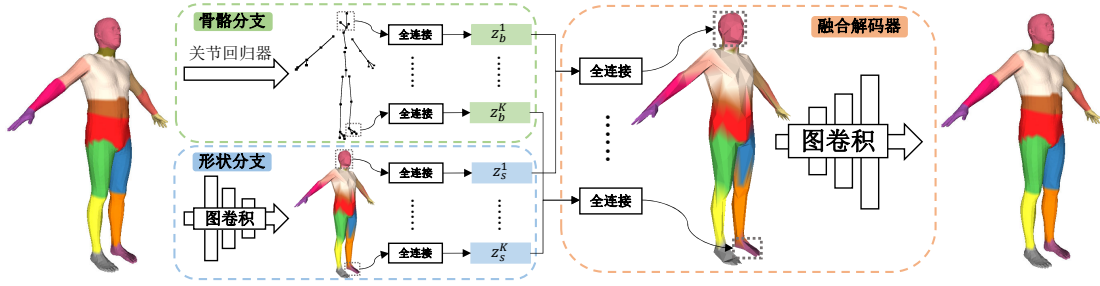 骨骼分支
关节回归器
全连接
z_b^1
全连接
z_b^K
形状分支
图卷积
全连接
z_s^1
全连接
z_s^K
融合解码器
全连接
全连接
图卷积